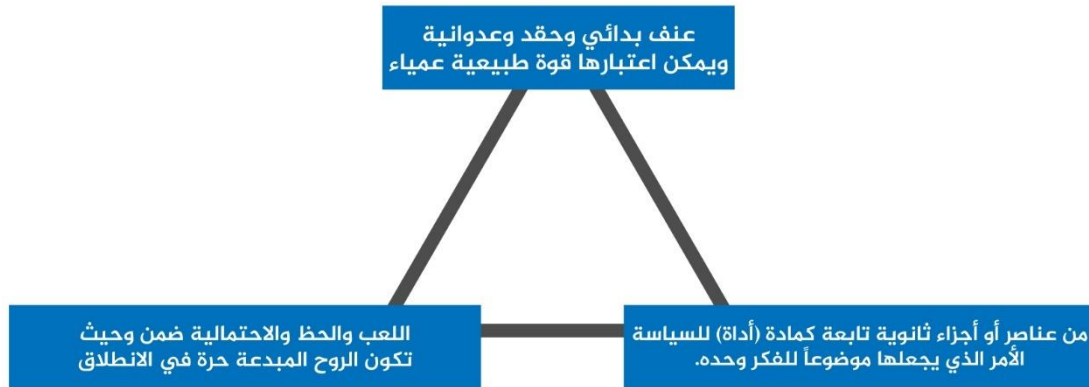 عنف بدائي وحقد وعدوانية
ويمكن اعتبارها قوة طبيعية عمياء
من عناصر أو أجزاء ثانوية تابعة كمادة (أداة) للسياسة
الأمر الذي يجعلها موضوعاً للفكر وحده.
اللعب والحظ والاحتمالية ضمن وحيث
تكون الروح المبدعة حرة في الانطلاق